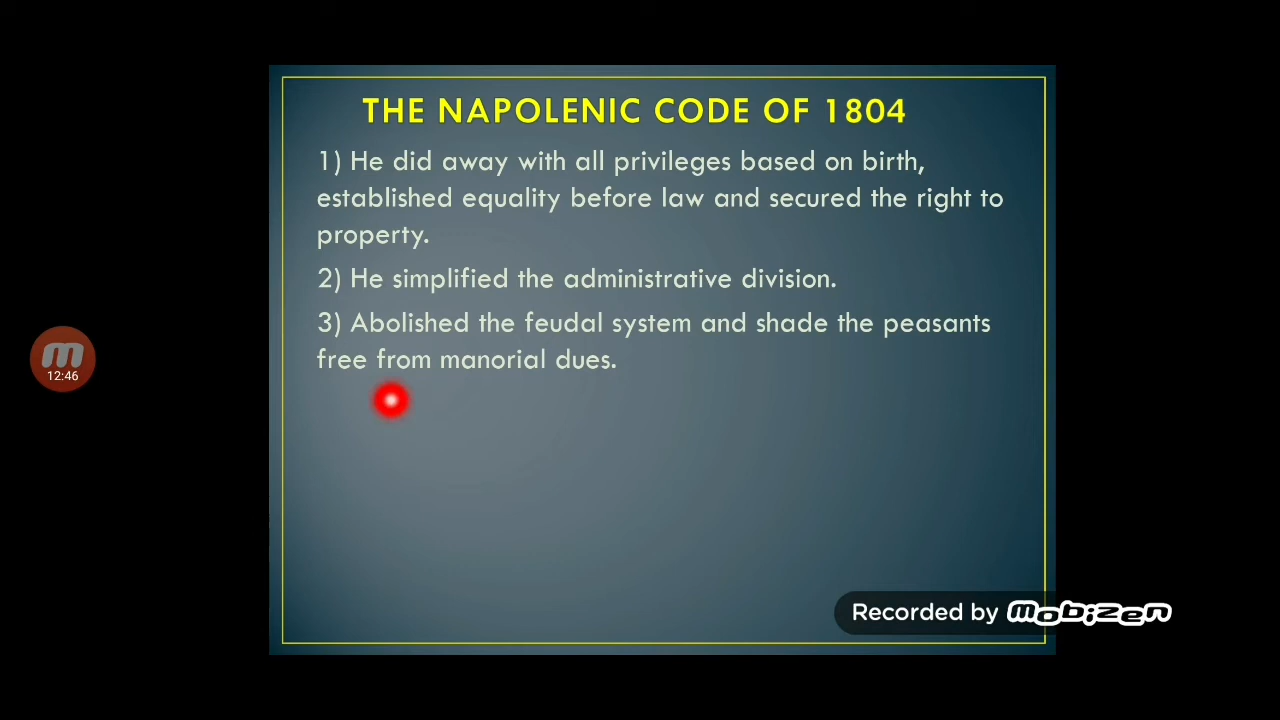 THE NAPOLENIC CODE OF 1804
1) He did away with all privileges based on birth,
established equality before law and secured the right to
property.
2) He simplified the administrative division.
3) Abolished the feudal system and shade the peasants
free from manorial dues.
12:46
Recorded by mobizen